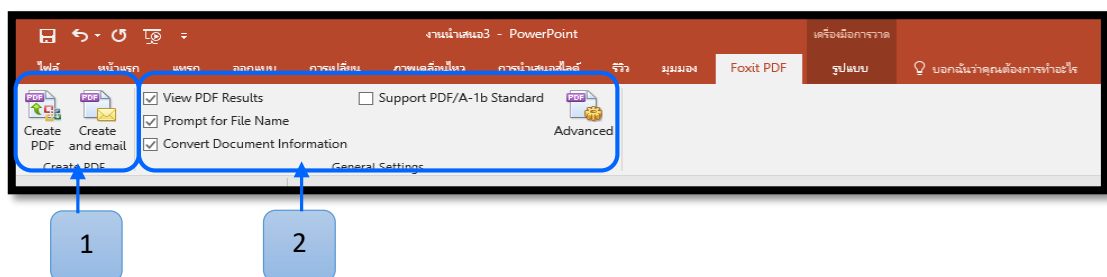 งานนำเสนอ3 - PowerPoint
เครื่องมือการวาด
ไฟล์ หน้าแรก แทรก ออกแบบ การเปลี่ยน ภาพเคลื่อนไหว การนำเสนอสไลด์ รีวิว มุมมอง Foxit PDF รูปแบบ บอกฉันว่าคุณต้องการทำอะไร
Create PDF
Create and email
View PDF Results
Prompt for File Name
Convert Document Information
Support PDF/A-1b Standard
Advanced
Create PDF
General Settings
1
2